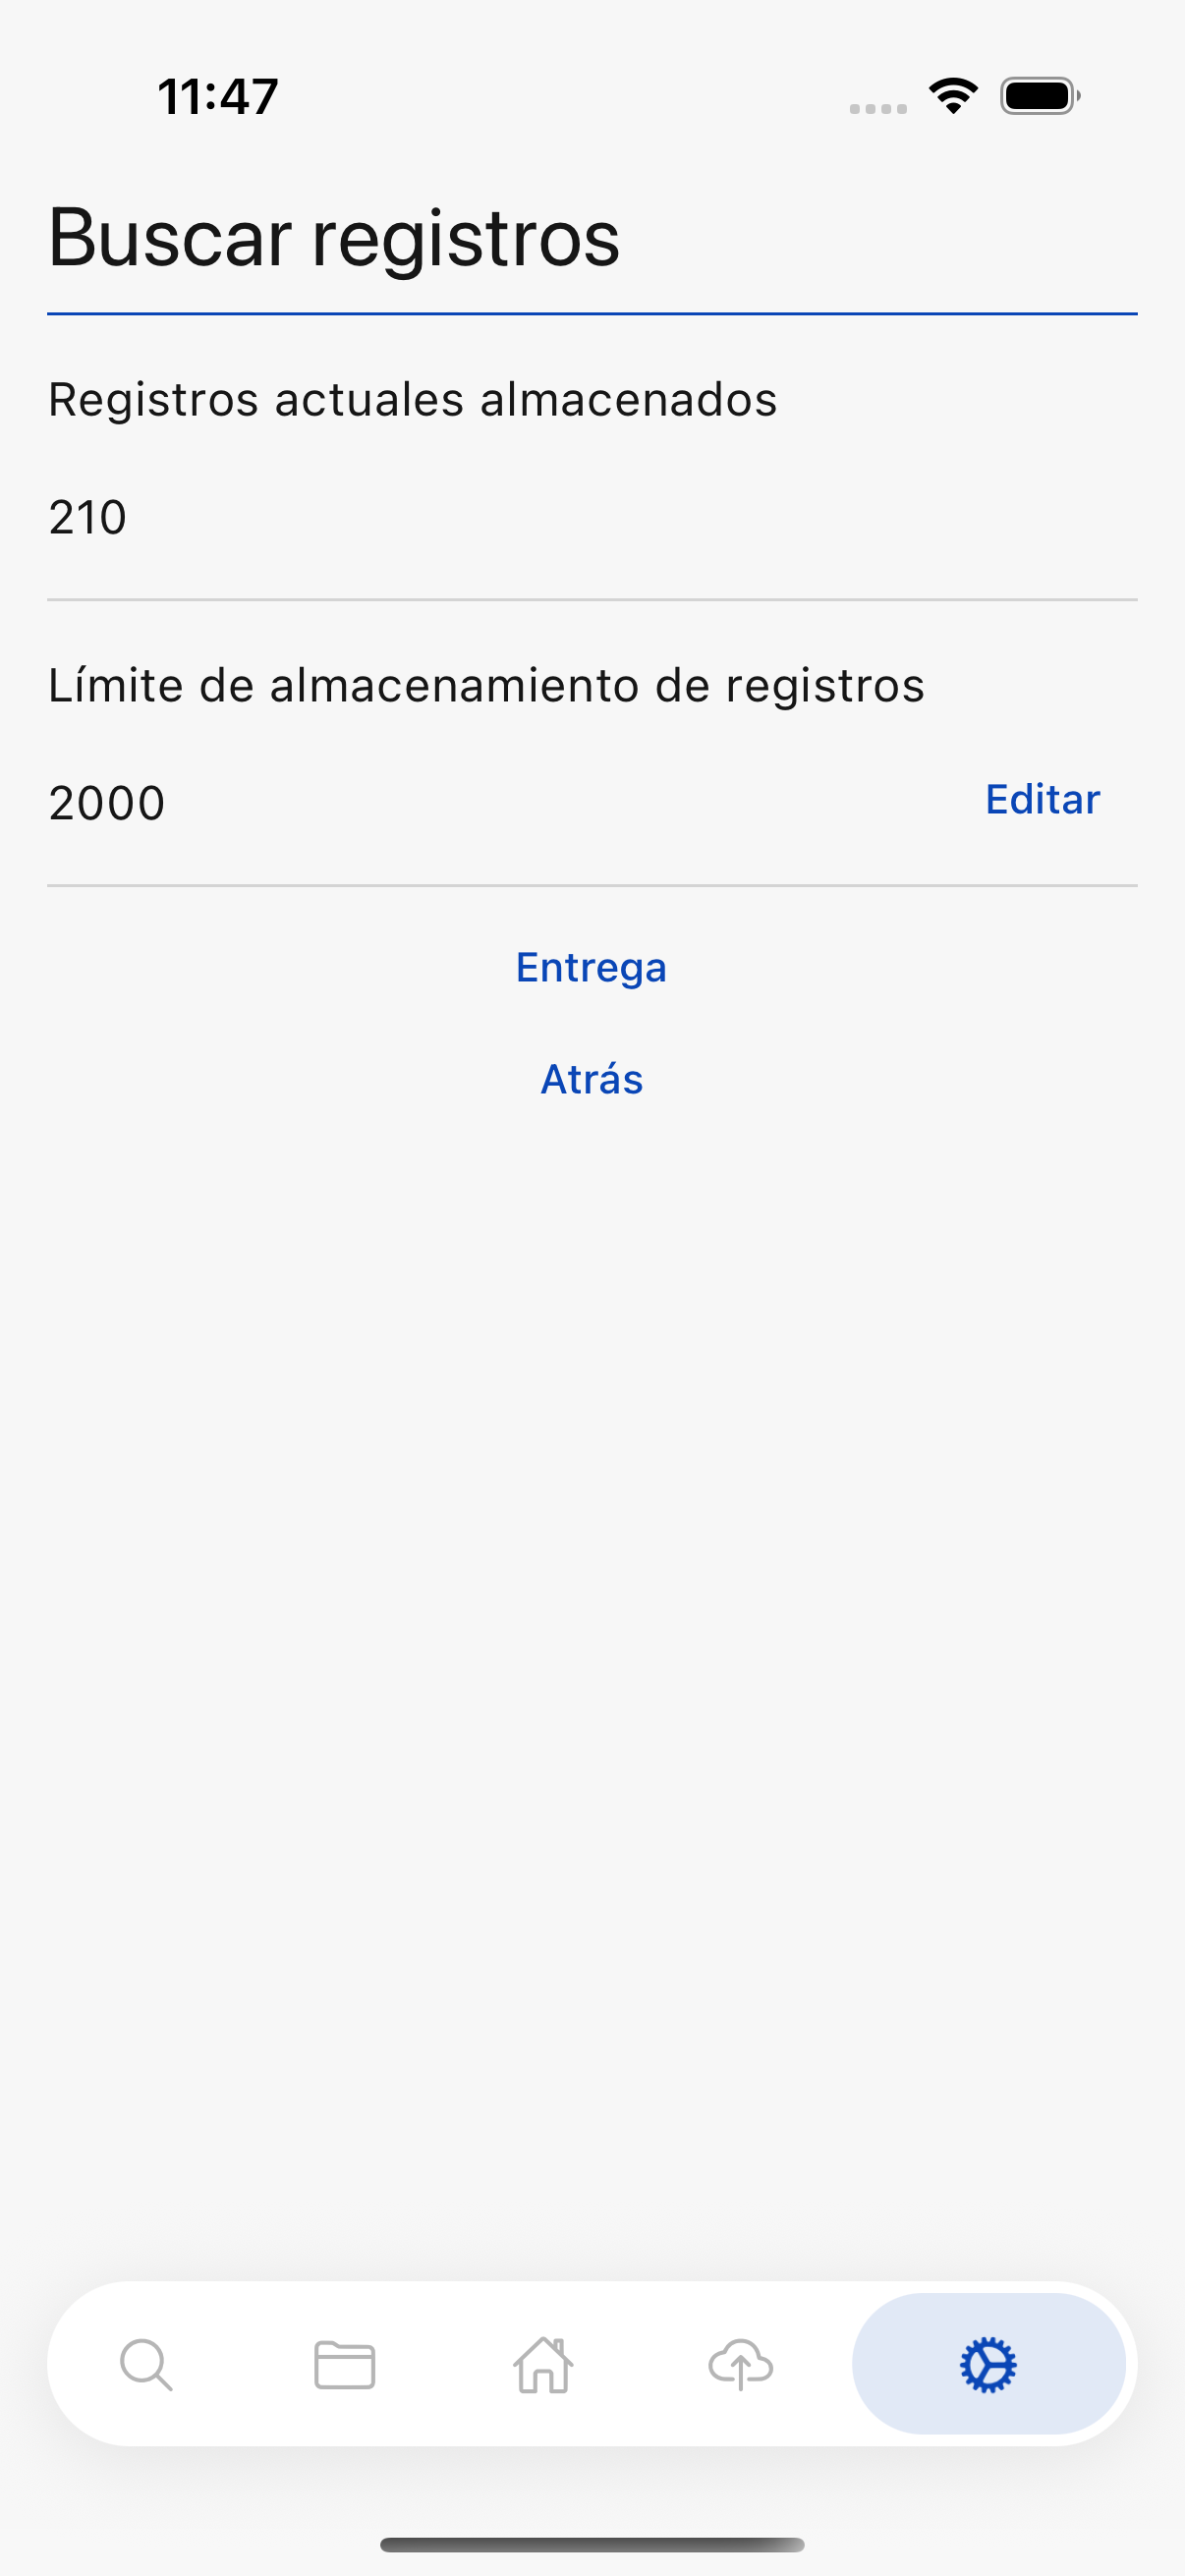 11:47
Buscar registros
Registros actuales almacenados
210
Límite de almacenamiento de registros
2000
Editar
Entrega
Atrás